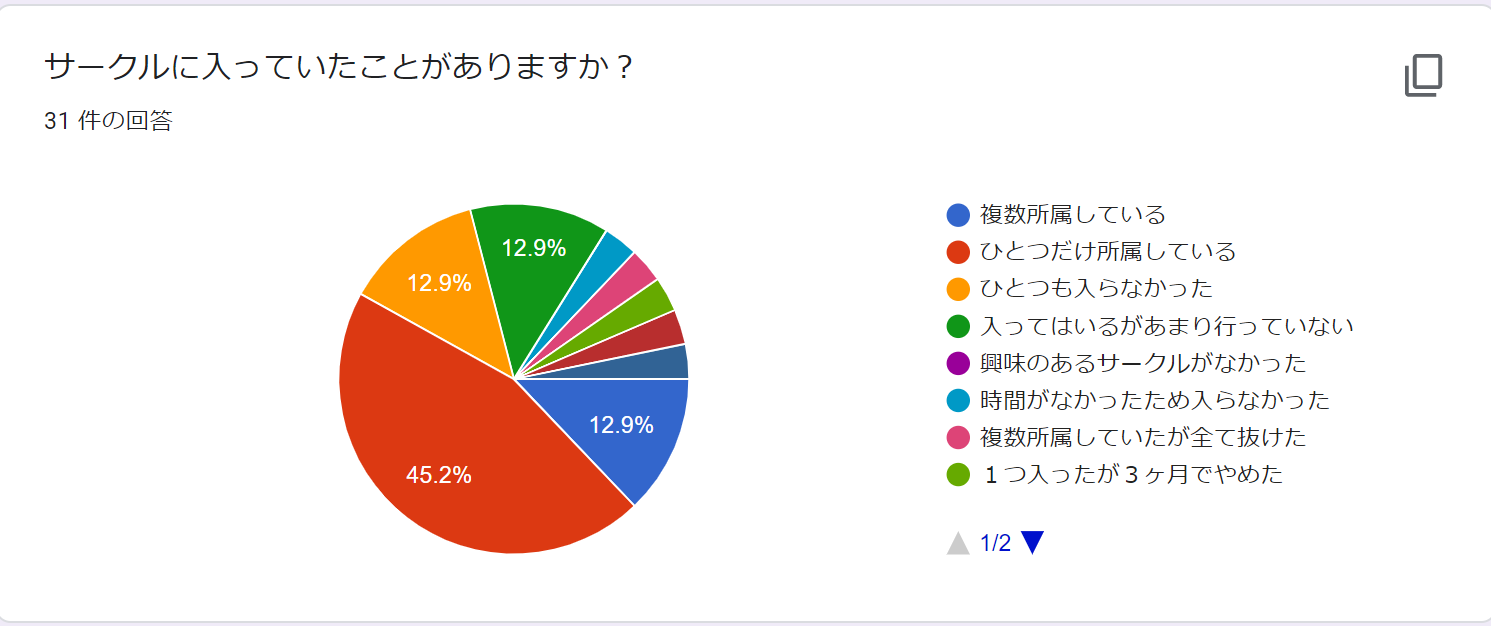 サークルに入っていたことがありますか？
31 件の回答
12.9%
12.9%
12.9%
45.2%
複数所属している
ひとつだけ所属している
ひとつも入らなかった
入ってはいるがあまり行っていない
興味のあるサークルがなかった
時間がなかったため入らなかった
複数所属していたが全て抜けた
１つ入ったが３ヶ月でやめた
1/2